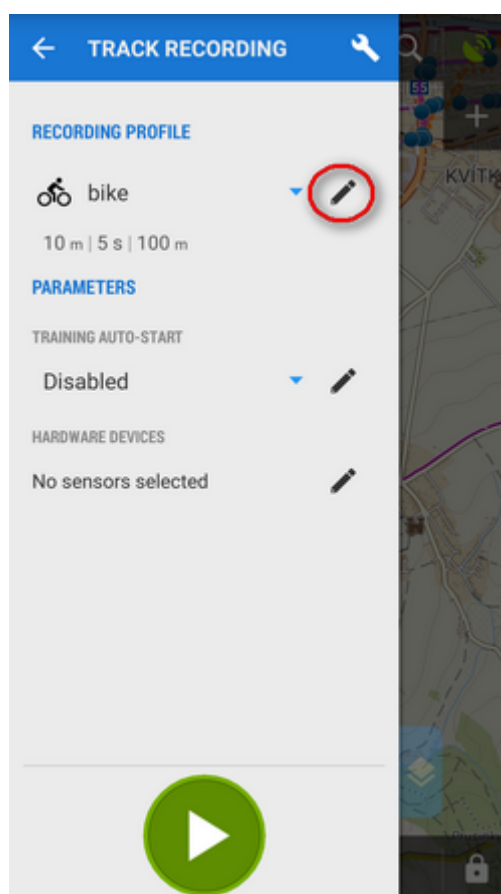 TRACK RECORDING
RECORDING PROFILE
bike
10 m | 5 s | 100 m
PARAMETERS
TRAINING AUTO-START
Disabled
HARDWARE DEVICES
No sensors selected
55
KVÍTK